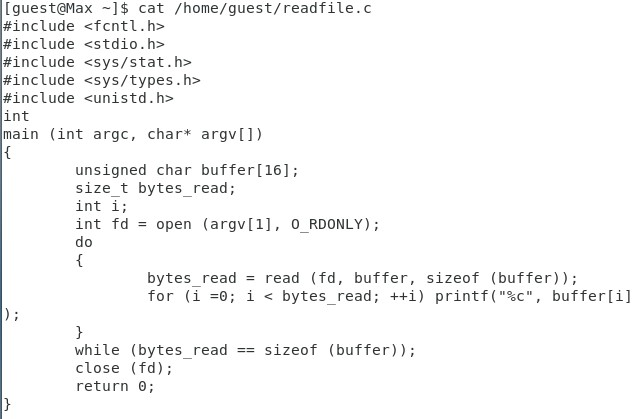 [guest@Max ~]$ cat /home/guest/readfile.c
#include <fcntl.h>
#include <stdio.h>
#include <sys/stat.h>
#include <sys/types.h>
#include <unistd.h>
int
main (int argc, char* argv[])
{
        unsigned char buffer[16];
        size_t bytes_read;
        int i;
        int fd = open (argv[1], O_RDONLY);
        do
        {
                bytes_read = read (fd, buffer, sizeof (buffer));
                for (i =0; i < bytes_read; ++i) printf("%c", buffer[i]
);
        }
        while (bytes_read == sizeof (buffer));
        close (fd);
        return 0;
}